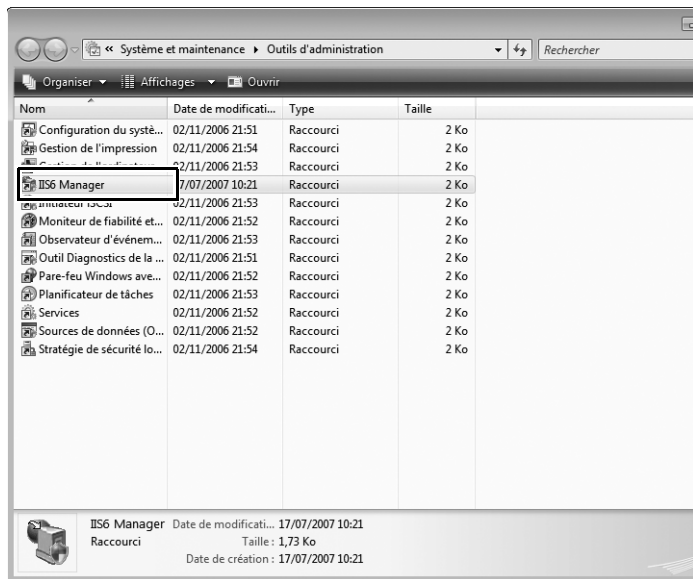 « Système et maintenance ▸ Outils d'administration Rechercher
Organiser Affichages Ouvrir
Nom Date de modificati... Type Taille
Configuration du systè... 02/11/2006 21:51 Raccourci 2 Ko
Gestion de l'impression 02/11/2006 21:54 Raccourci 2 Ko
Gestion de l'ordinateur 02/11/2006 21:53 Raccourci 2 Ko
IIS6 Manager 17/07/2007 10:21 Raccourci 2 Ko
Initiateur iSCSI 02/11/2006 21:53 Raccourci 2 Ko
Moniteur de fiabilité et... 02/11/2006 21:52 Raccourci 2 Ko
Observateur d'événem... 02/11/2006 21:53 Raccourci 2 Ko
Outil Diagnostics de la ... 02/11/2006 21:51 Raccourci 2 Ko
Pare-feu Windows ave... 02/11/2006 21:52 Raccourci 2 Ko
Planificateur de tâches 02/11/2006 21:53 Raccourci 2 Ko
Services 02/11/2006 21:52 Raccourci 2 Ko
Sources de données (O... 02/11/2006 21:52 Raccourci 2 Ko
Stratégie de sécurité lo... 02/11/2006 21:54 Raccourci 2 Ko
IIS6 Manager Date de modificati... 17/07/2007 10:21
Raccourci Taille : 1,73 Ko
Date de création : 17/07/2007 10:21